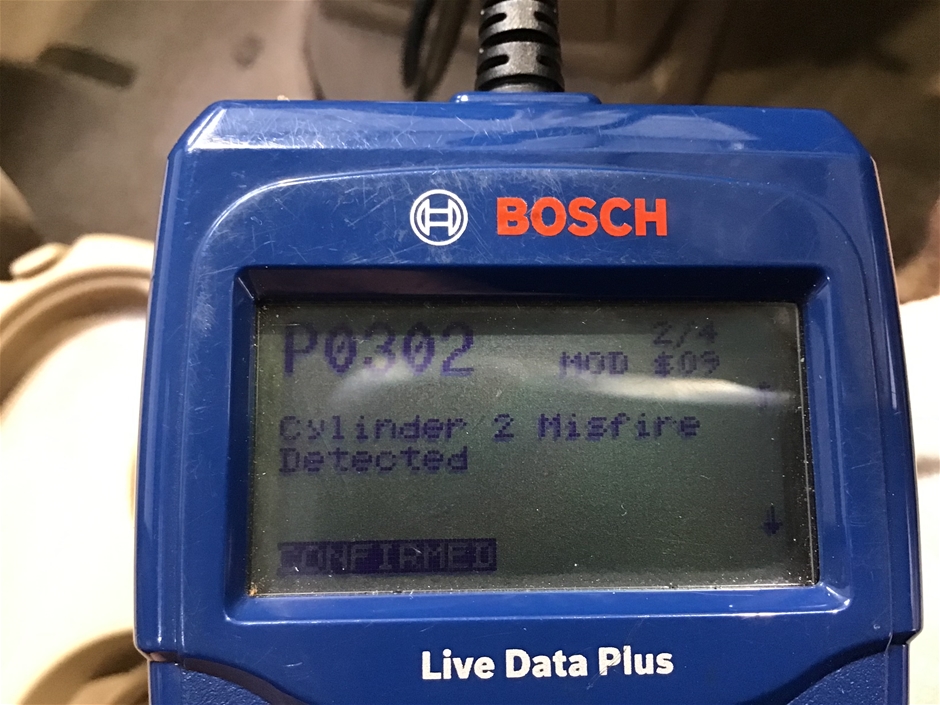 BOSCH
P0302
2/4
MOD $09
Cylinder 2 Misfire
Detected
CONFIRMED
Live Data Plus